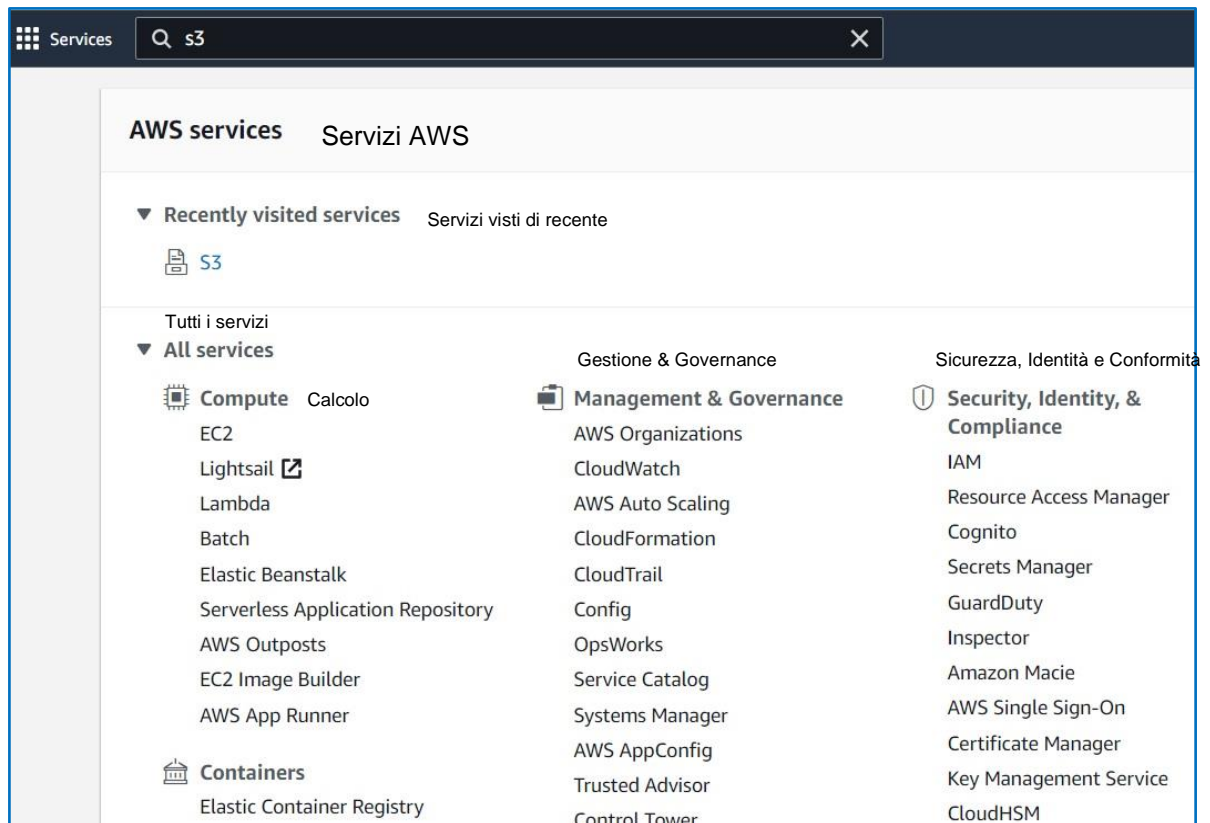 Services
s3
AWS services Servizi AWS
Recently visited services Servizi visti di recente
S3
Tutti i servizi
All services
Compute Calcolo
EC2
Lightsail
Lambda
Batch
Elastic Beanstalk
Serverless Application Repository
AWS Outposts
EC2 Image Builder
AWS App Runner
Containers
Elastic Container Registry
Gestione & Governance
Management & Governance
AWS Organizations
CloudWatch
AWS Auto Scaling
CloudFormation
CloudTrail
Config
OpsWorks
Service Catalog
Systems Manager
AWS AppConfig
Trusted Advisor
Control Tower
Sicurezza, Identità e Conformità
Security, Identity, &
Compliance
IAM
Resource Access Manager
Cognito
Secrets Manager
GuardDuty
Inspector
Amazon Macie
AWS Single Sign-On
Certificate Manager
Key Management Service
CloudHSM